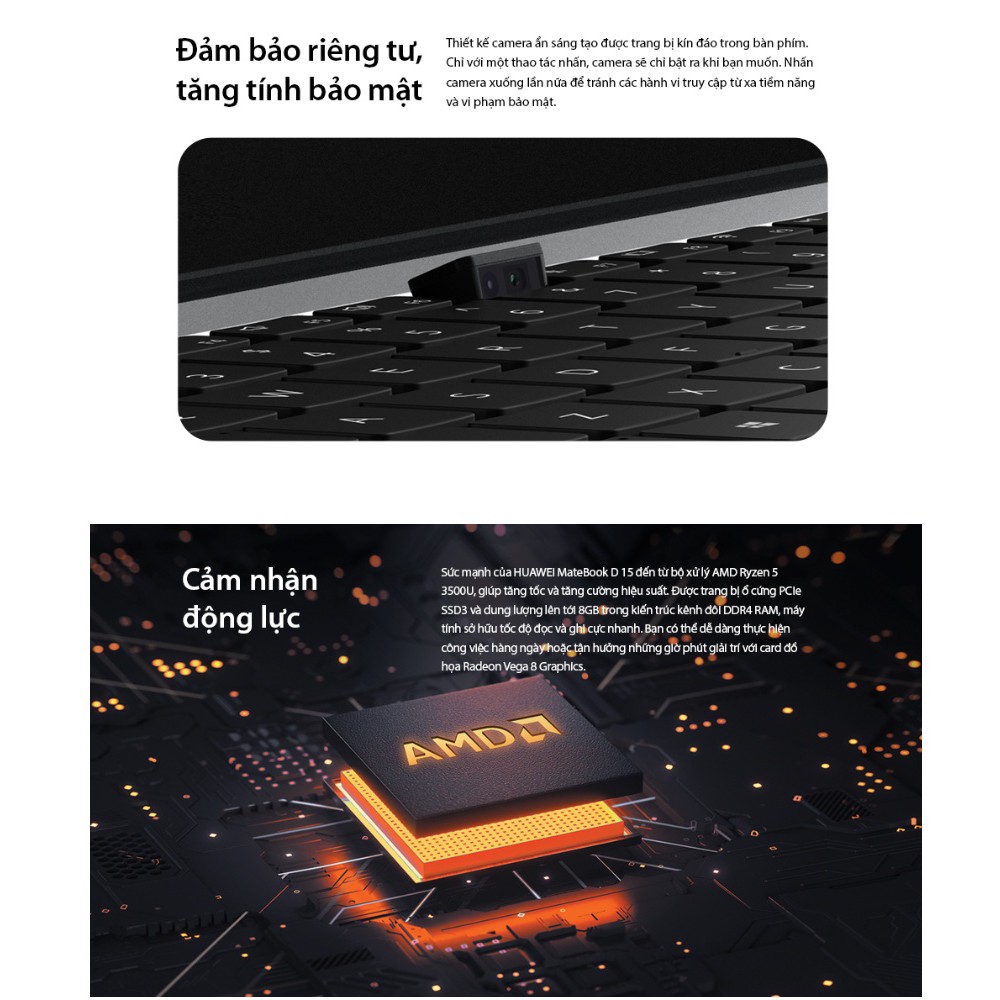 Đảm bảo riêng tư,
tăng tính bảo mật
Thiết kế camera ẩn sáng tạo được trang bị kín đáo trong bàn phím.
Chỉ với một thao tác nhấn, camera sẽ chỉ bật ra khi bạn muốn. Nhấn
camera xuống lần nữa để tránh các hành vi truy cập từ xa tiềm năng
và vi phạm bảo mật.
3
4
5
6
7
8
W
E
R
T
A
S
D
F
Z
X
C
Cảm nhận
động lực
Sức mạnh của HUAWEI MateBook D 15 đến từ bộ xử lý AMD Ryzen 5
3500U, giúp tăng tốc và tăng cường hiệu suất. Được trang bị ổ cứng PCIe
SSD3 và dung lượng lên tới 8GB trong kiến trúc kênh đôi DDR4 RAM, máy
tính sở hữu tốc độ đọc và ghi cực nhanh. Bạn có thể dễ dàng thực hiện
công việc hàng ngày hoặc tận hưởng những giờ phút giải trí với card đồ
họa Radeon Vega 8 Graphics.
AMD